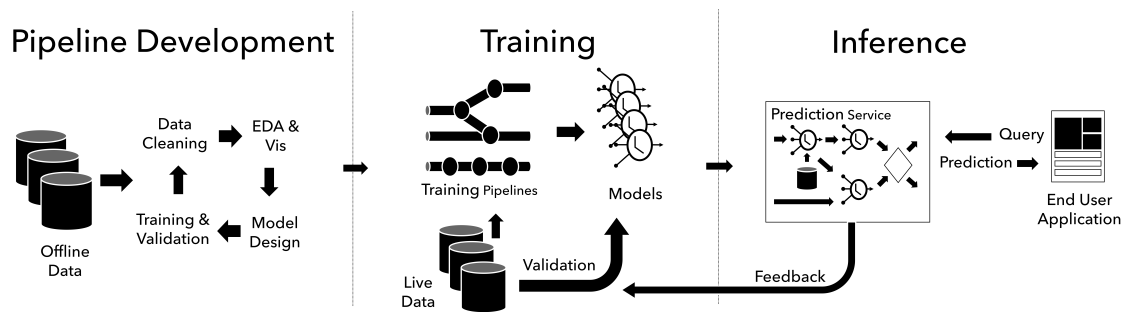 Pipeline Development
Training
Inference
Data
Cleaning
EDA &
Vis
Training &
Validation
Model
Design
Offline
Data
Training Pipelines
Models
Live
Data
Validation
Feedback
Prediction Service
Query
Prediction
End User
Application